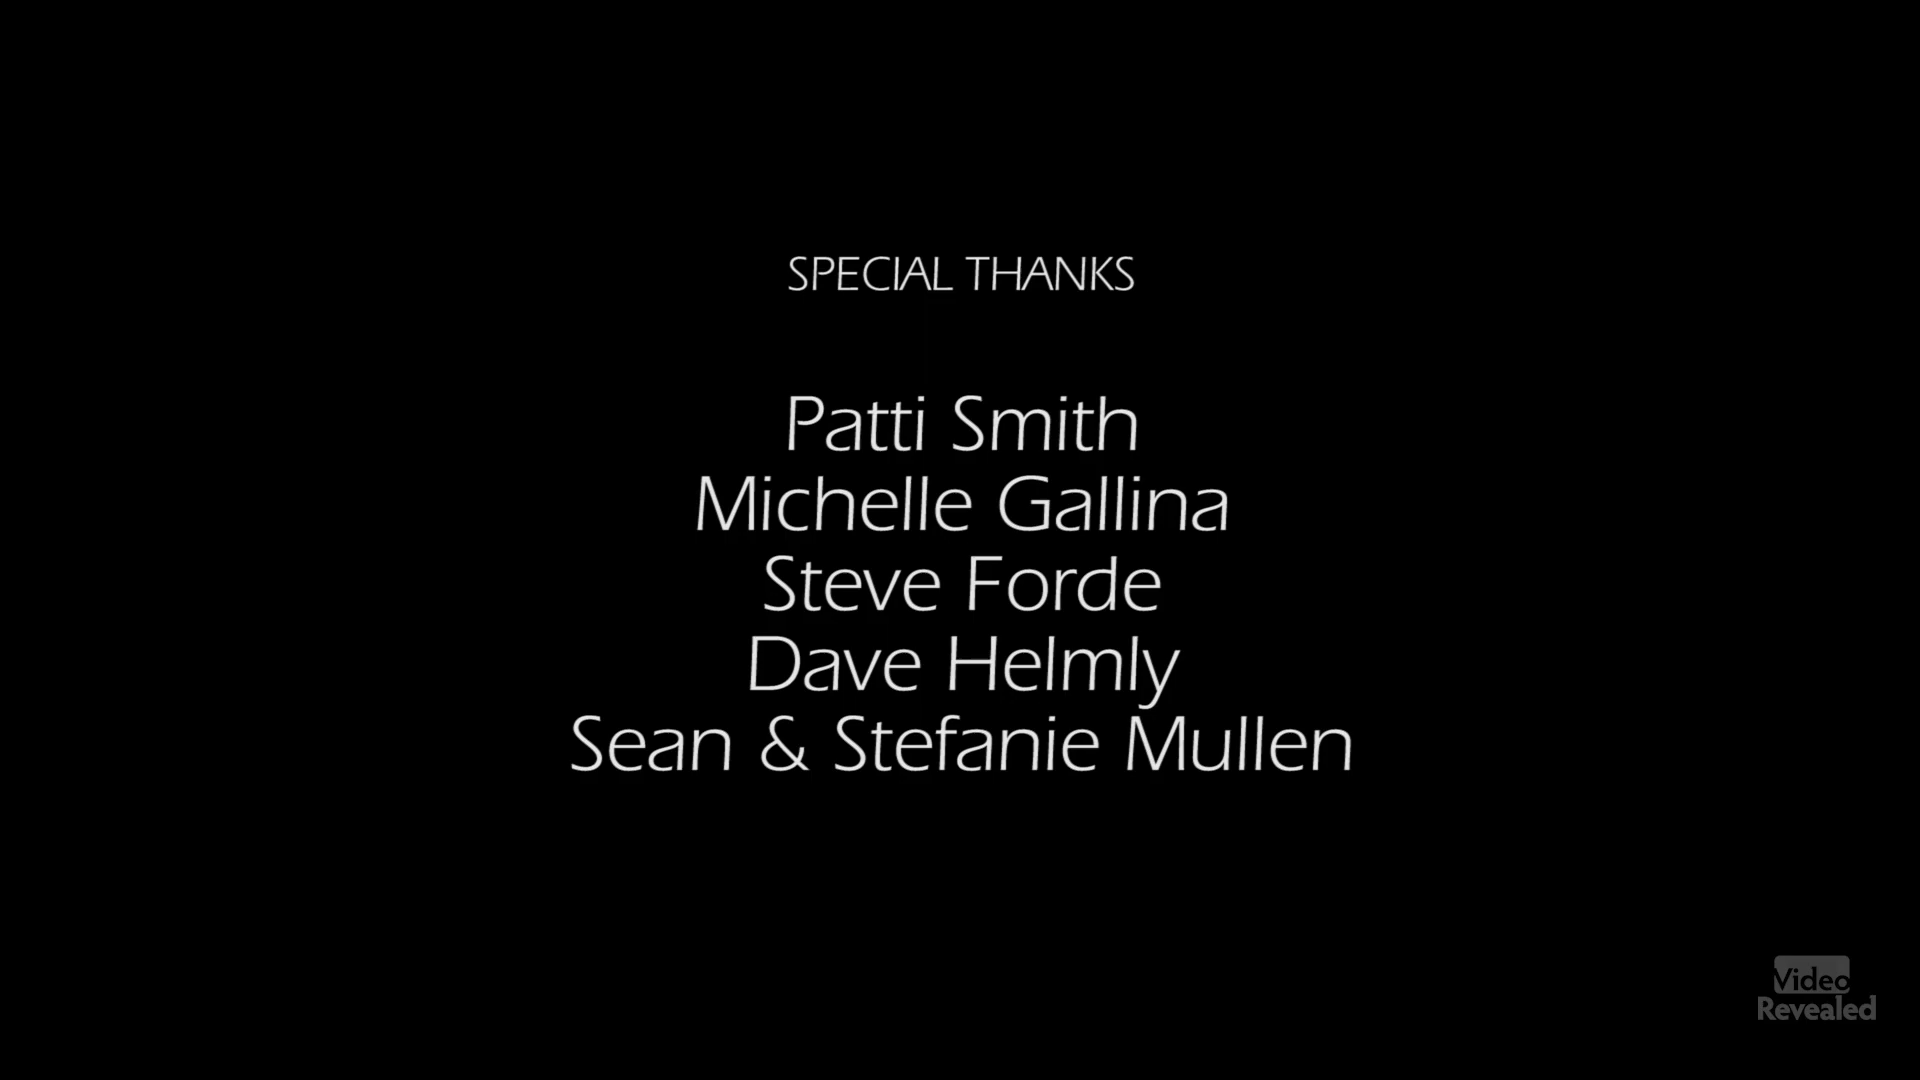 SPECIAL THANKS
Patti Smith
Michelle Gallina
Steve Forde
Dave Helmly
Sean & Stefanie Mullen
Video
Revealed